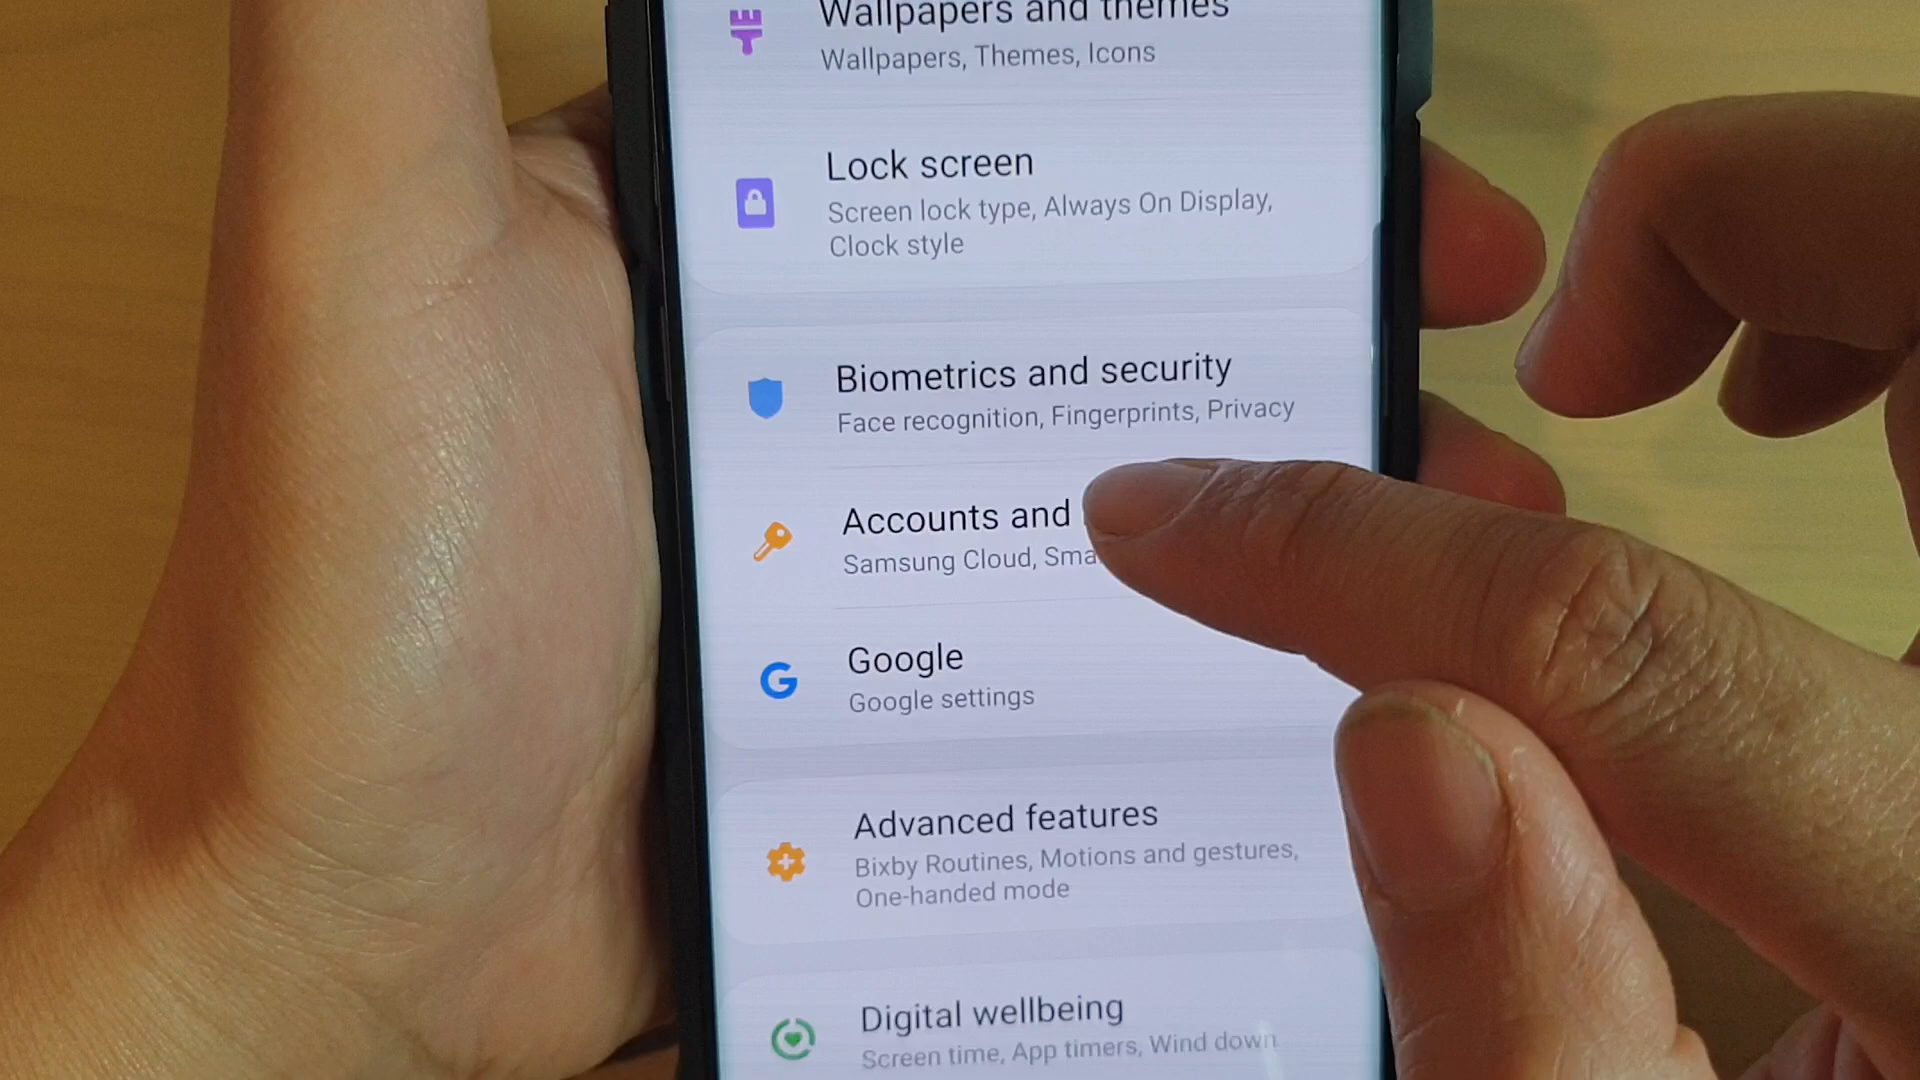 Wallpapers and themes
Wallpapers, Themes, Icons
Lock screen
Screen lock type, Always On Display,
Clock style
Biometrics and security
Face recognition, Fingerprints, Privacy
Accounts and
Samsung Cloud,
Google
Google settings
Advanced features
Bixby Routines, Motions and gestures,
One-handed mode
Digital wellbeing
Screen time, App timers, Wind down